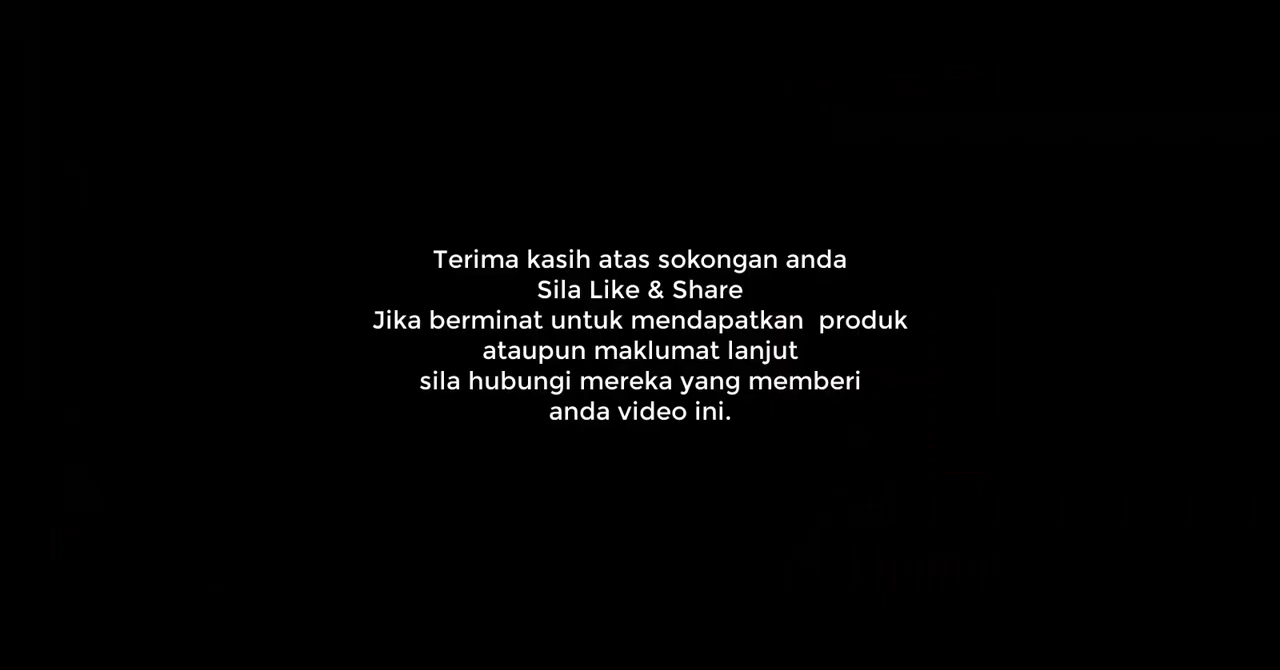 Terima kasih atas sokongan anda
Sila Like & Share
Jika berminat untuk mendapatkan  produk
ataupun maklumat lanjut
sila hubungi mereka yang memberi
anda video ini.